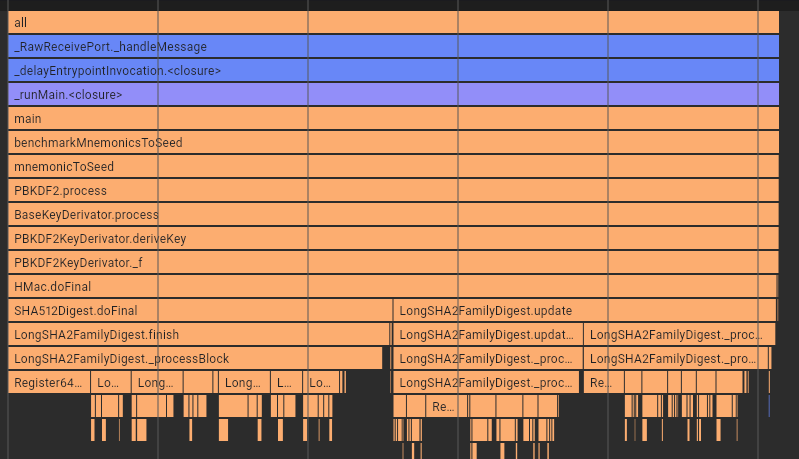 all
_RawReceivePort._handleMessage
_delayEntrypointInvocation.<closure>
_runMain.<closure>
main
benchmarkMnemonicsToSeed
mnemonicToSeed
PBKDF2.process
BaseKeyDerivator.process
PBKDF2KeyDerivator.deriveKey
PBKDF2KeyDerivator._f
HMac.doFinal
SHA512Digest.doFinal LongSHA2FamilyDigest.update
LongSHA2FamilyDigest.finish LongSHA2FamilyDigest.updat... LongSHA2FamilyDigest._proc...
LongSHA2FamilyDigest._processBlock LongSHA2FamilyDigest._proc... LongSHA2FamilyDigest._pro...
Register64... Lo... Long... Long... L... Lo... LongSHA2FamilyDigest._proc... Re...
Re...